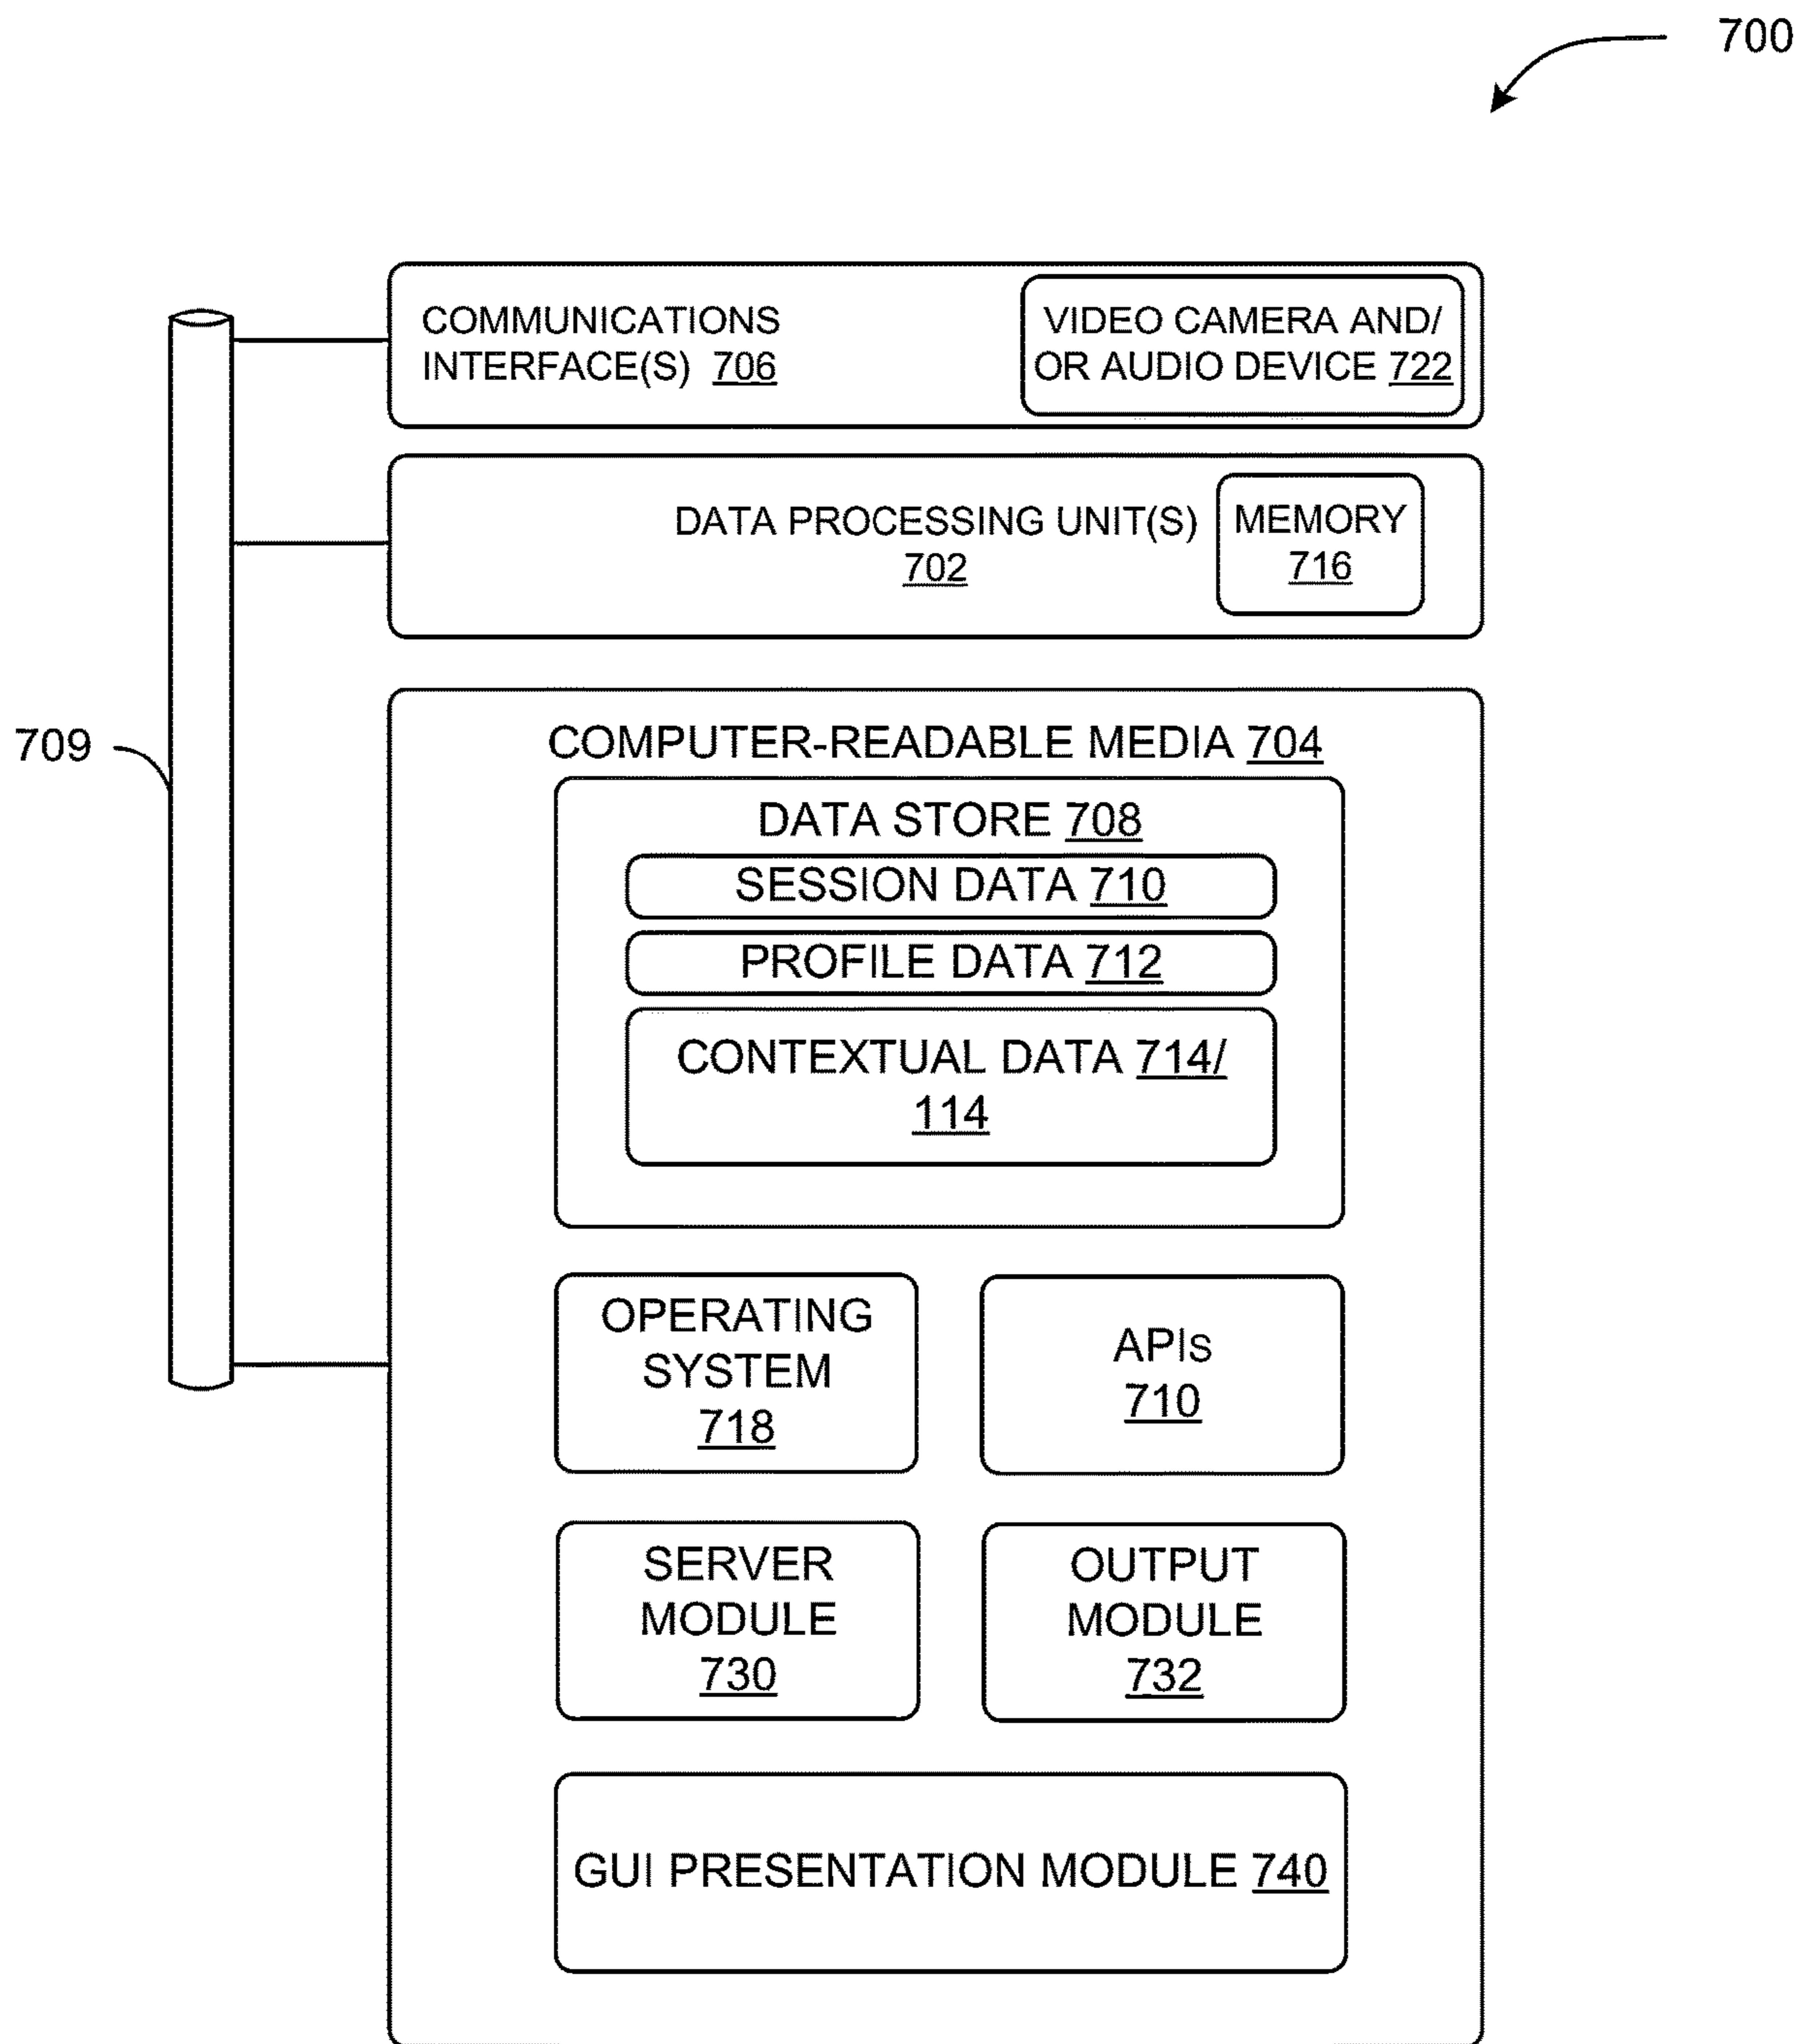 700
COMMUNICATIONS
INTERFACE(S) 706
VIDEO CAMERA AND/
OR AUDIO DEVICE 722
DATA PROCESSING UNIT(S)
702
MEMORY
716
709
COMPUTER-READABLE MEDIA 704
DATA STORE 708
SESSION DATA 710
PROFILE DATA 712
CONTEXTUAL DATA 714/
114
OPERATING
SYSTEM
718
APIs
710
SERVER
MODULE
730
OUTPUT
MODULE
732
GUI PRESENTATION MODULE 740